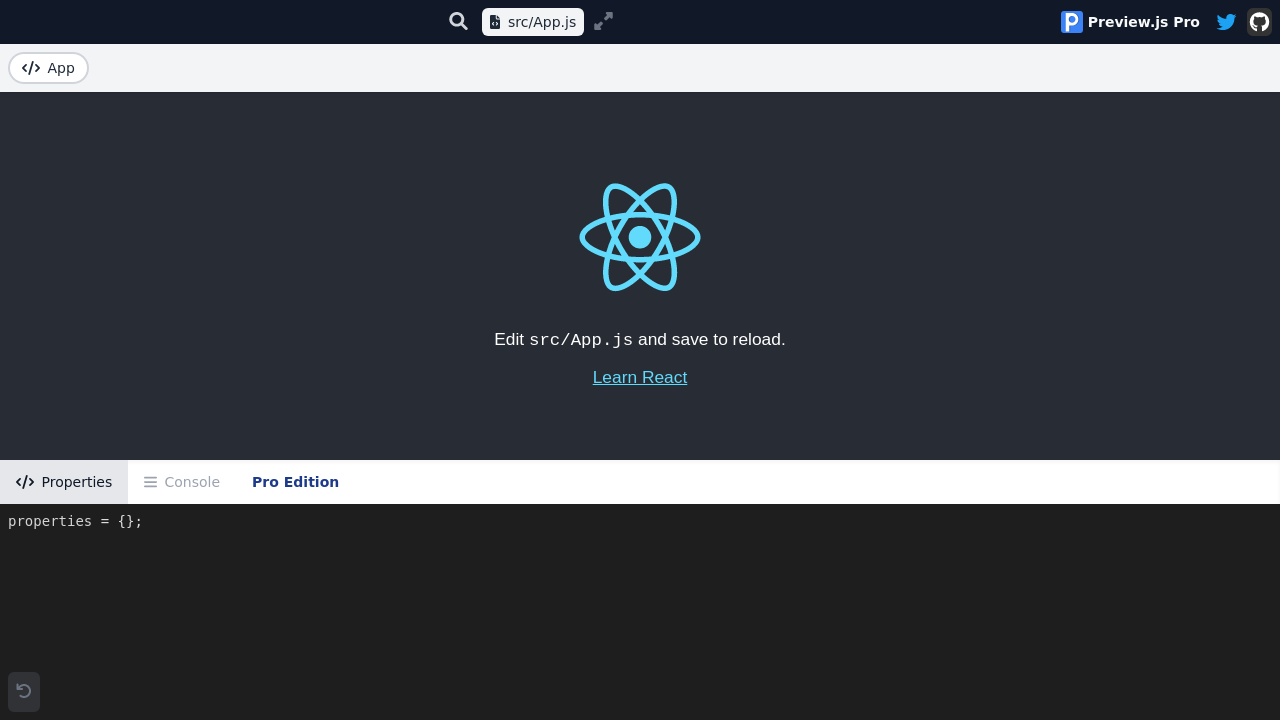 src/App.js
Preview.js Pro
App
Edit src/App.js and save to reload.
Learn React
Properties
Console
Pro Edition
properties = {};